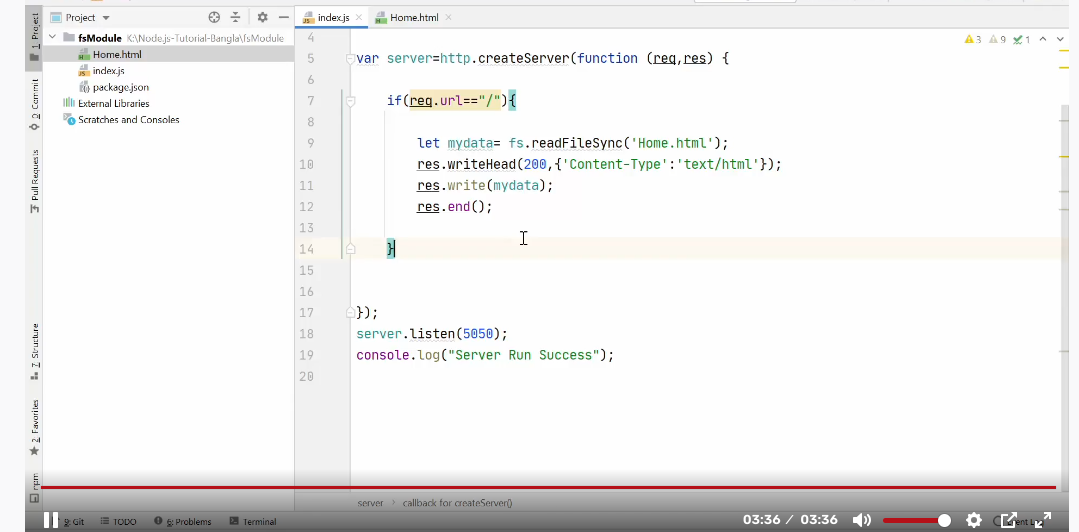 Project
index.js
Home.html
1: Project
fsModule K:\Node.js-Tutorial-Bangla\fsModule
Home.html
index.js
package.json
External Libraries
Scratches and Consoles
0: Commit
Pull Requests
7: Structure
2: Favorites
npm
3 9 1
4
5 var server=http.createServer(function (req,res) {
6
7 if(req.url=="/"){
8
9 let mydata= fs.readFileSync('Home.html');
10 res.writeHead(200,{'Content-Type':'text/html'});
11 res.write(mydata);
12 res.end();
13
14 }
15
16
17 });
18 server.listen(5050);
19 console.log("Server Run Success");
20
server › callback for createServer()
9: Git TODO 6: Problems Terminal
03:36 / 03:36